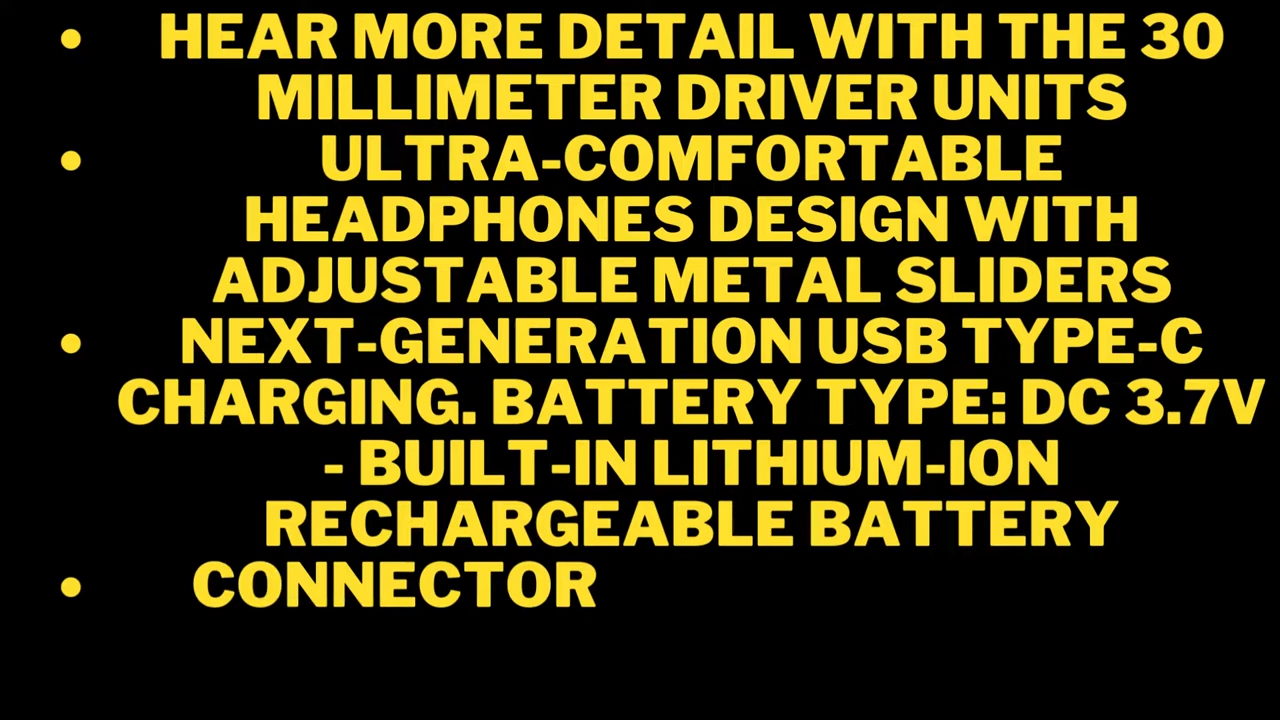 • HEAR MORE DETAIL WITH THE 30
MILLIMETER DRIVER UNITS
• ULTRA-COMFORTABLE
HEADPHONES DESIGN WITH
ADJUSTABLE METAL SLIDERS
• NEXT-GENERATION USB TYPE-C
CHARGING. BATTERY TYPE: DC 3.7V
- BUILT-IN LITHIUM-ION
RECHARGEABLE BATTERY
• CONNECTOR